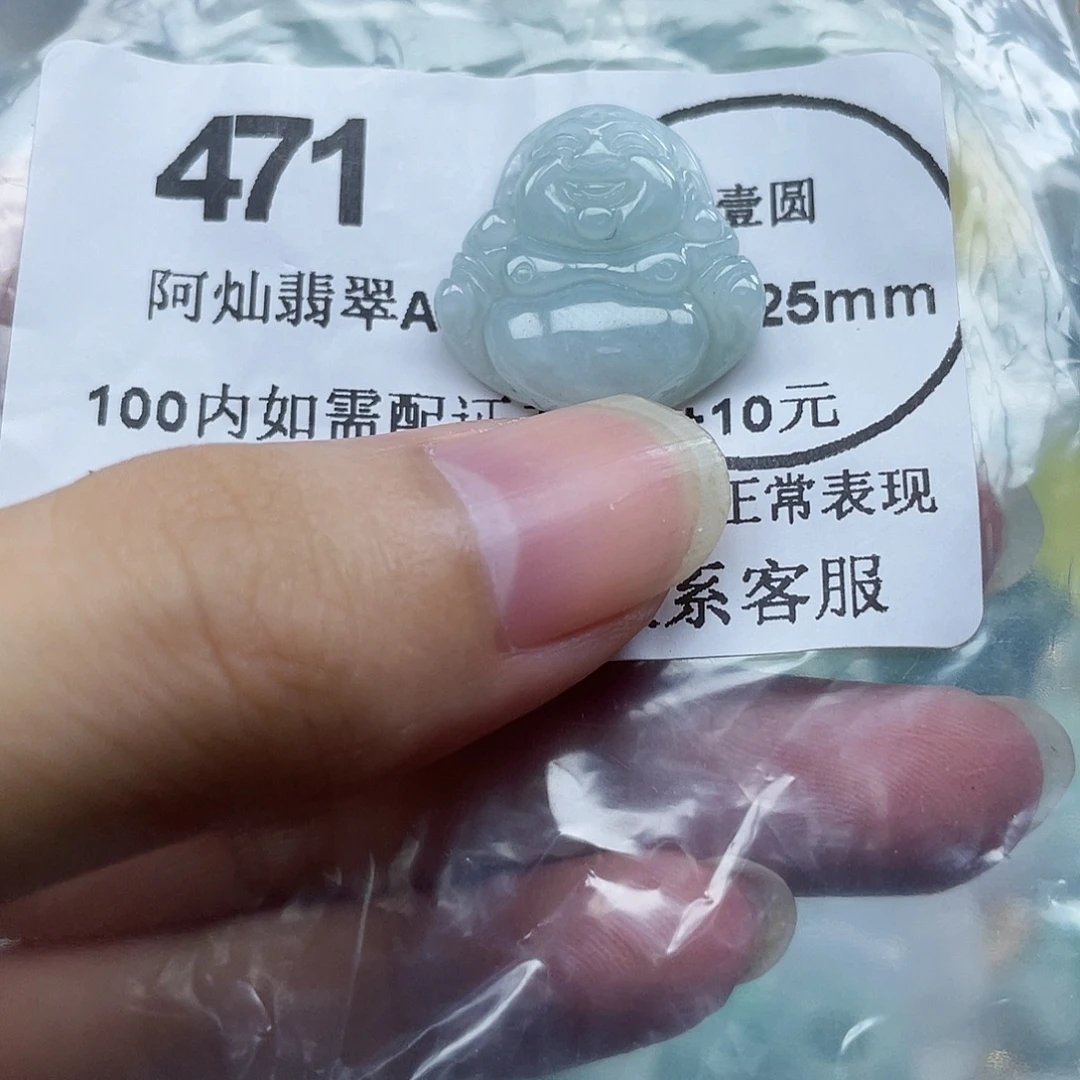 471
壹圆
阿灿翡翠A 25mm
100内如需配证 +10元
正常表现
系客服